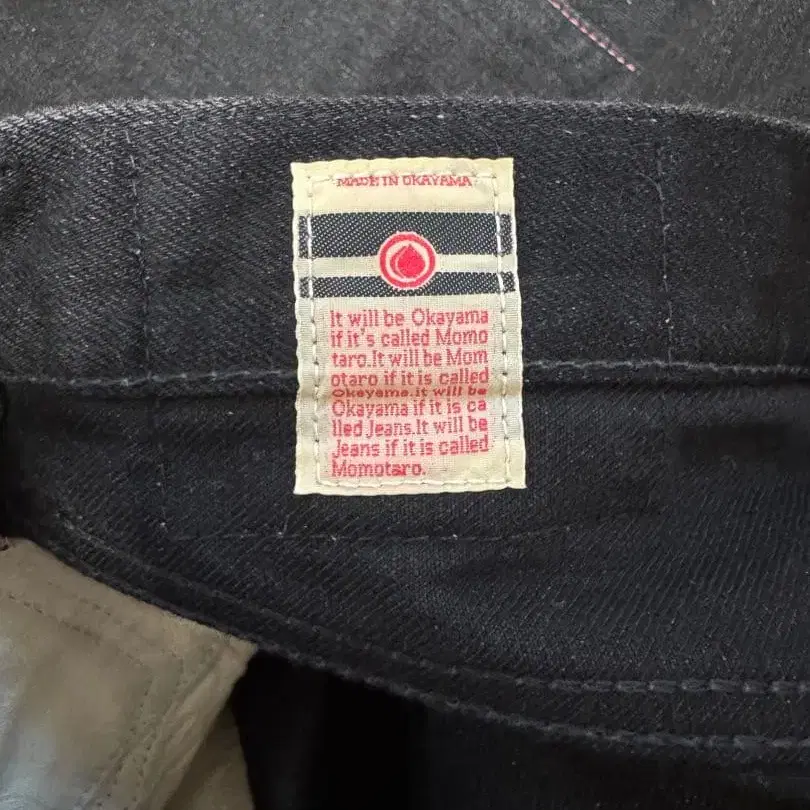 MADE IN OKAYAMA
It will be Okayama
if it's called Momo
taro.It will be Mom
otaro if it is called
Okayama.It will be
Okayama if it is ca
lled Jeans.It will be
Jeans if it is called
Momotaro.